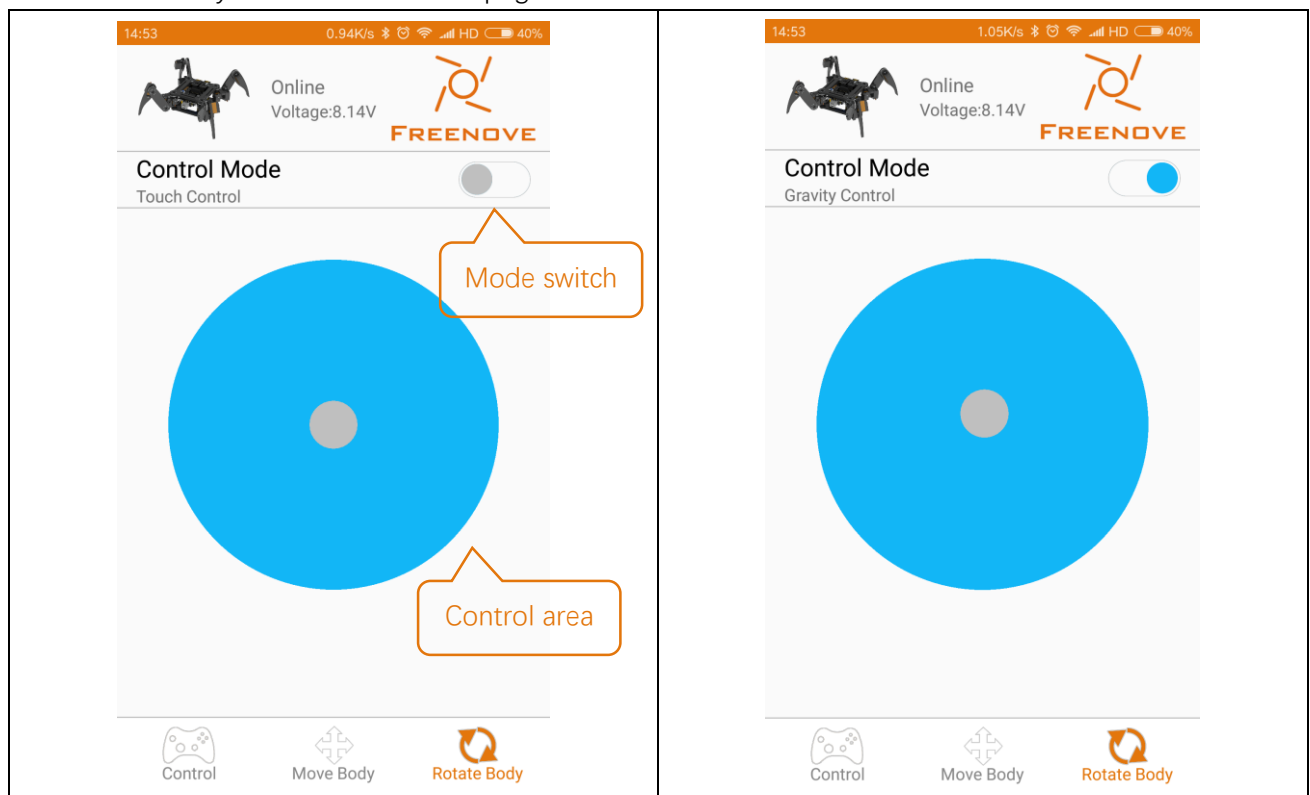 14:53 0.94K/s HD 40%
Online
Voltage:8.14V
FREENOVE
Control Mode
Touch Control
Mode switch
Control area
Control Move Body Rotate Body
14:53 1.05K/s HD 40%
Online
Voltage:8.14V
FREENOVE
Control Mode
Gravity Control
Control Move Body Rotate Body